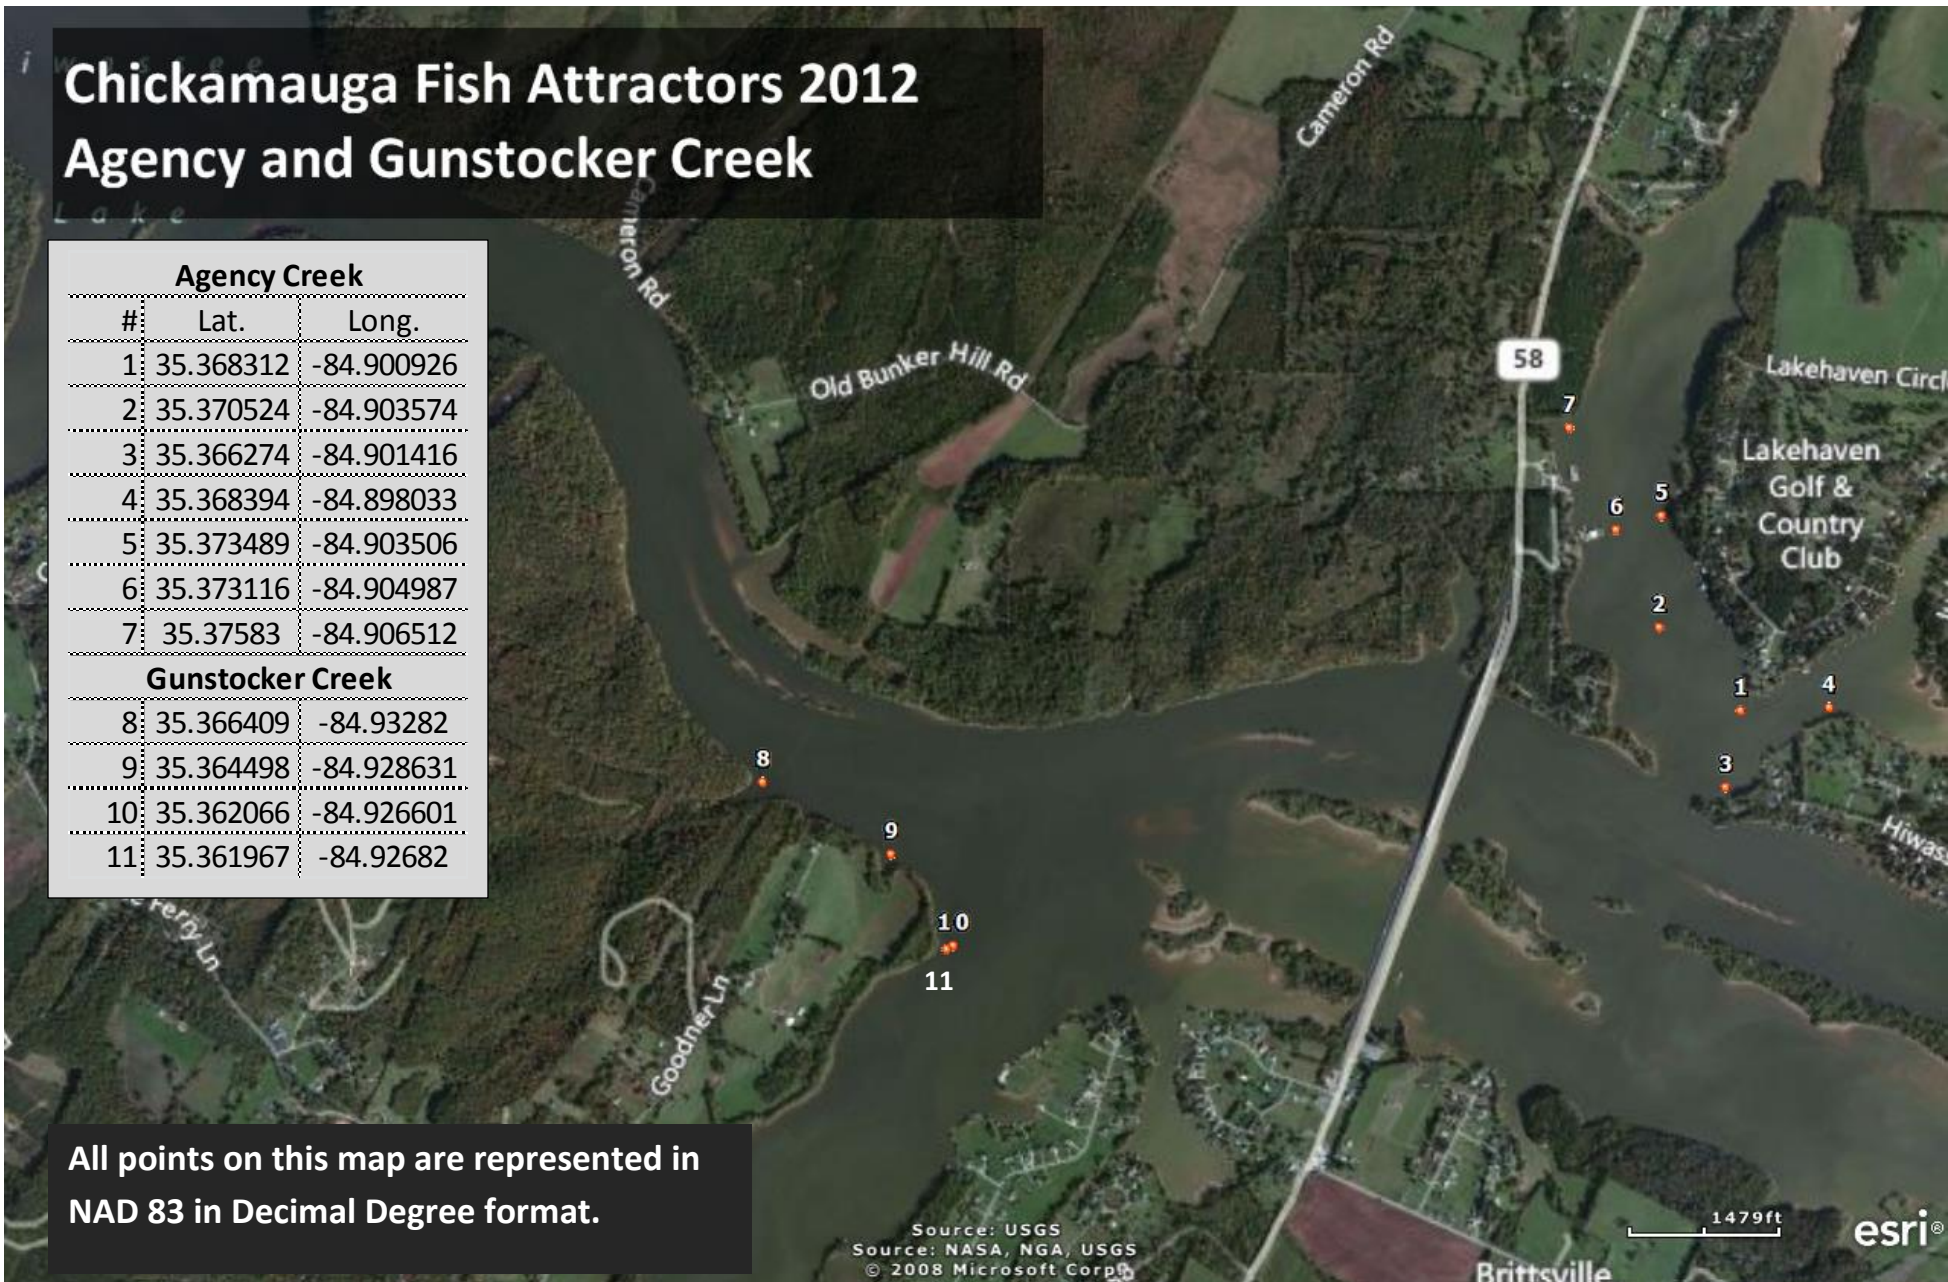 i w a s s e e
L a k e
Chickamauga Fish Attractors 2012
Agency and Gunstocker Creek
Agency Creek
# Lat. Long.
1 35.368312 -84.900926
2 35.370524 -84.903574
3 35.366274 -84.901416
4 35.368394 -84.898033
5 35.373489 -84.903506
6 35.373116 -84.904987
7 35.37583 -84.906512
Gunstocker Creek
8 35.366409 -84.93282
9 35.364498 -84.928631
10 35.362066 -84.926601
11 35.361967 -84.92682
Cameron Rd
Cameron Rd
Old Bunker Hill Rd
58
Lakehaven Circl
Lakehaven
Golf &
Country
Club
7
5
6
2
1
4
3
8
9
10
11
Hiwass
Ferry Ln
Goodner Ln
All points on this map are represented in
NAD 83 in Decimal Degree format.
Source: USGS
Source: NASA, NGA, USGS
© 2008 Microsoft Corp
1479ft
esri®
Brittsville